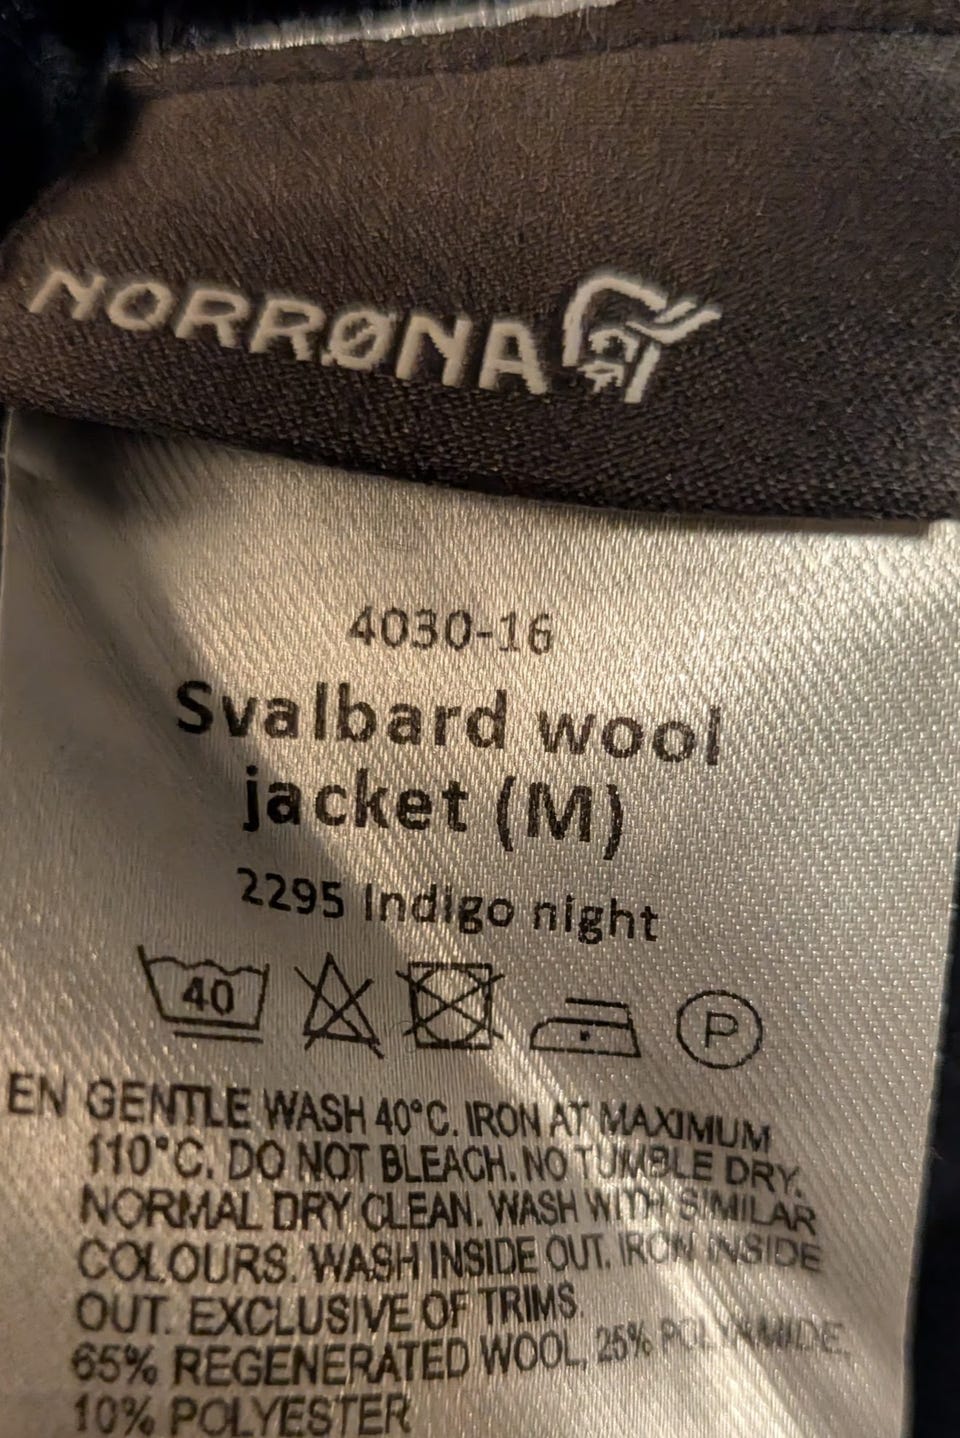 NORRØNA
4030-16
Svalbard wool
jacket (M)
2295 Indigo night
40 P
EN GENTLE WASH 40°C. IRON AT MAXIMUM
110°C. DO NOT BLEACH. NO TUMBLE DRY.
NORMAL DRY CLEAN. WASH WITH SIMILAR
COLOURS. WASH INSIDE OUT. IRON INSIDE
OUT. EXCLUSIVE OF TRIMS.
65% REGENERATED WOOL, 25% POLYAMIDE,
10% POLYESTER